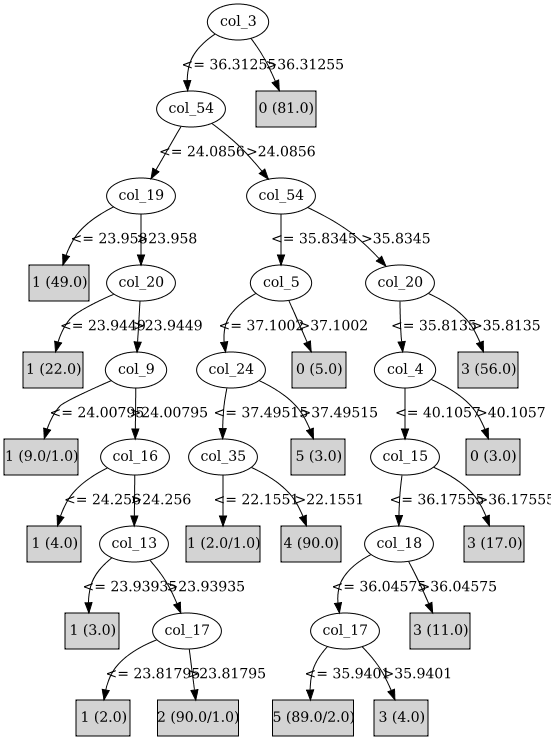 col_3
<= 36.31255 >36.31255
col_54 0 (81.0)
<= 24.0856 >24.0856
col_19 col_54
<= 23.958 >23.958 <= 35.8345 >35.8345
1 (49.0) col_20 col_5 col_20
<= 23.9449 >23.9449 <= 37.1002 >37.1002 <= 35.8135 >35.8135
1 (22.0) col_9 col_24 0 (5.0) col_4 3 (56.0)
<= 24.00795 >24.00795 <= 37.49515 >37.49515 <= 40.1057 >40.1057
1 (9.0/1.0) col_16 col_35 5 (3.0) col_15 0 (3.0)
<= 24.256 >24.256 <= 22.1551 >22.1551 <= 36.17555 >36.17555
1 (4.0) col_13 1 (2.0/1.0) 4 (90.0) col_18 3 (17.0)
<= 23.93935 >23.93935 <= 36.04575 >36.04575
1 (3.0) col_17 col_17 3 (11.0)
<= 23.81795 >23.81795 <= 35.9401 >35.9401
1 (2.0) 2 (90.0/1.0) 5 (89.0/2.0) 3 (4.0)